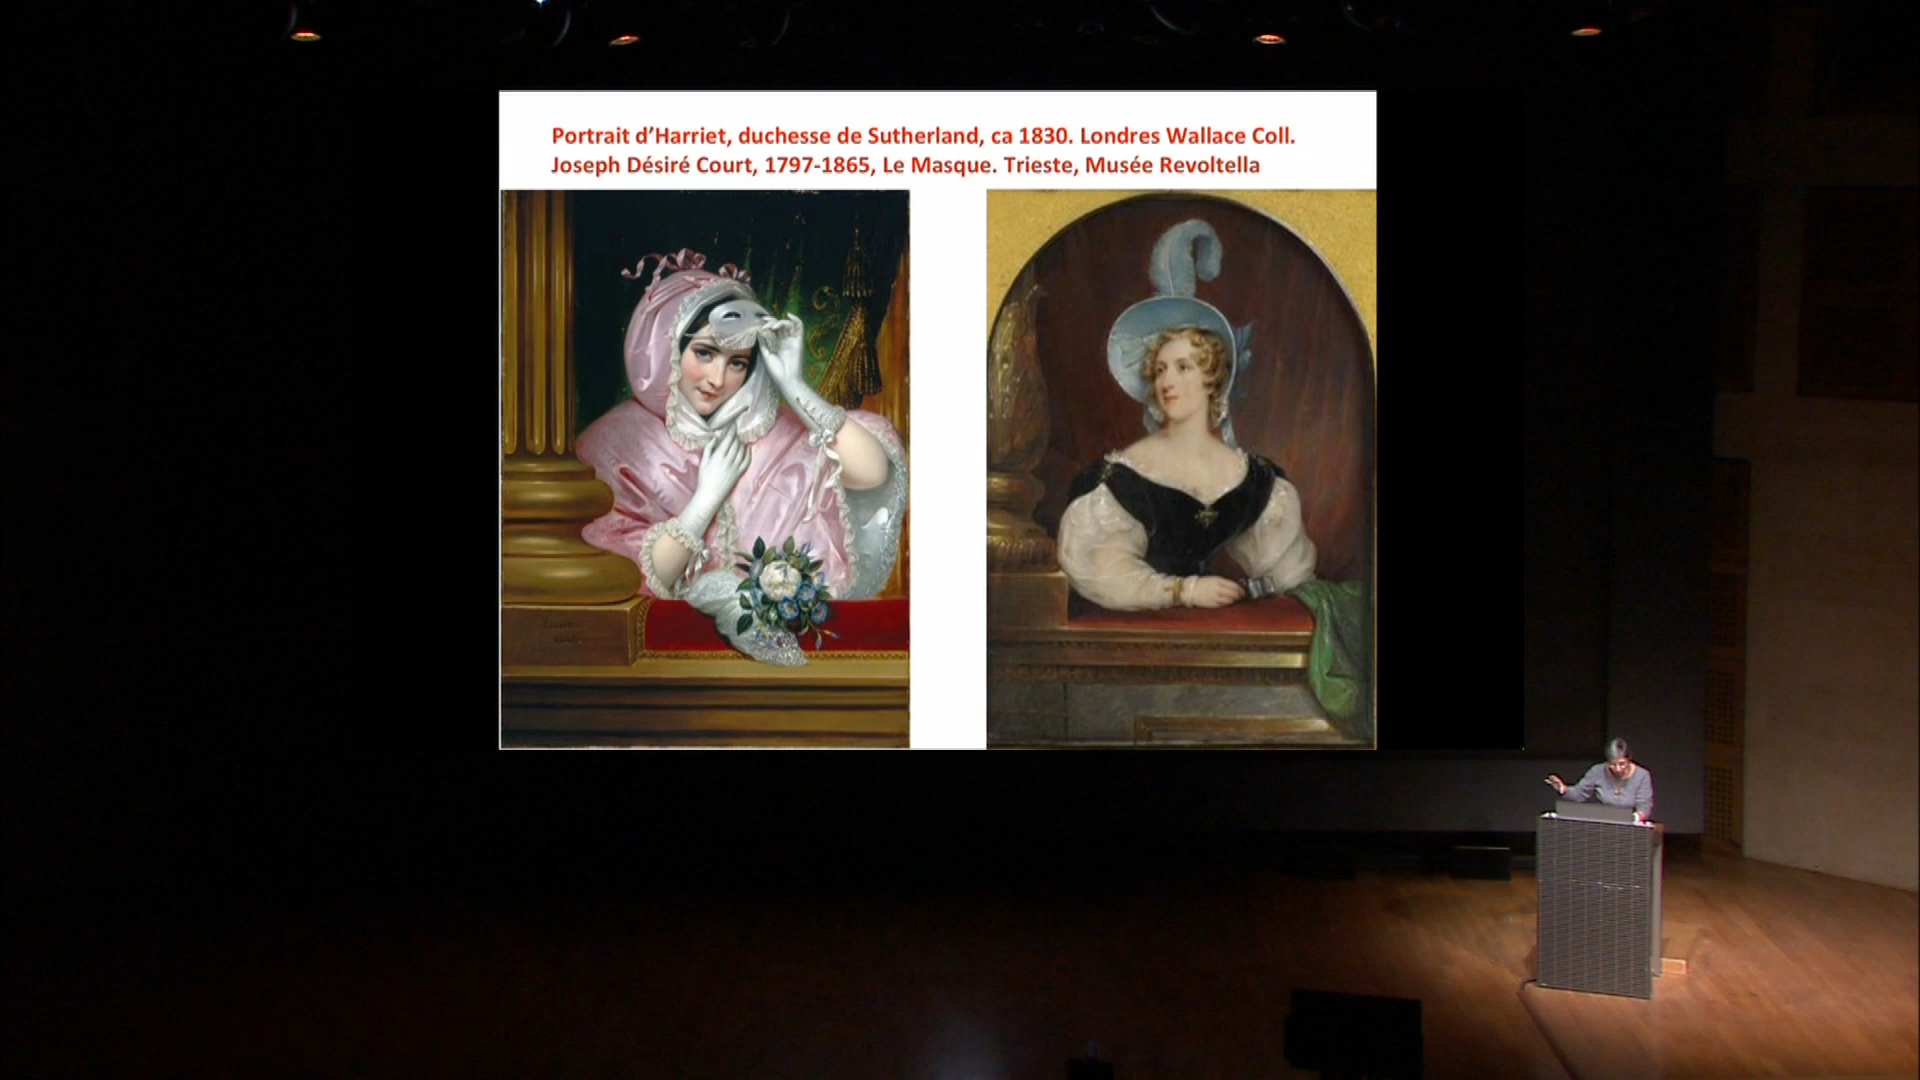 Portrait d’Harriet, duchesse de Sutherland, ca 1830. Londres Wallace Coll.
Joseph Désiré Court, 1797-1865, Le Masque. Trieste, Musée Revoltella